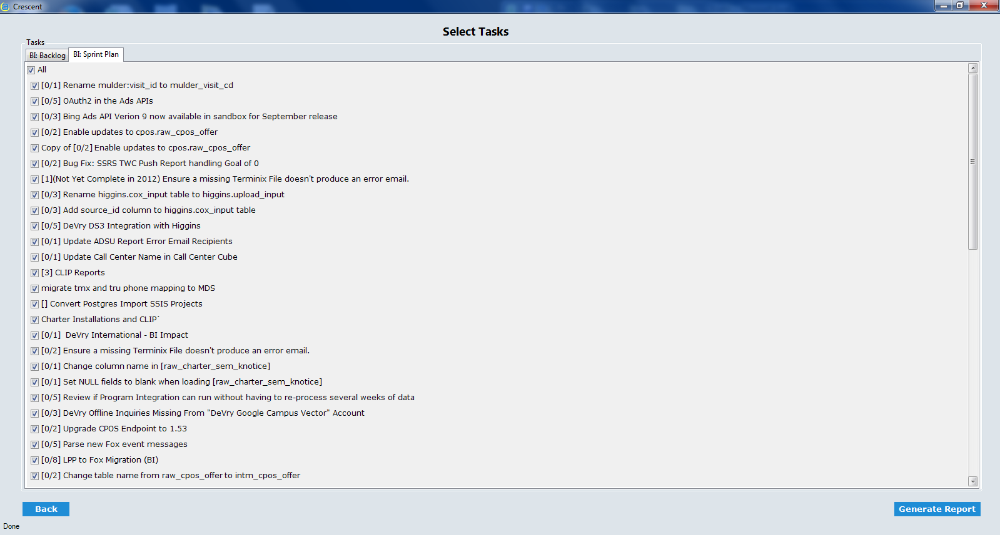 Crescent
Select Tasks
Tasks
BI: Backlog
BI: Sprint Plan
All
[0/1] Rename mulder:visit_id to mulder_visit_cd
[0/5] OAuth2 in the Ads APIs
[0/3] Bing Ads API Verion 9 now available in sandbox for September release
[0/2] Enable updates to cpos.raw_cpos_offer
Copy of [0/2] Enable updates to cpos.raw_cpos_offer
[0/2] Bug Fix: SSRS TWC Push Report handling Goal of 0
[1](Not Yet Complete in 2012) Ensure a missing Terminix File doesn't produce an error email.
[0/3] Rename higgins.cox_input table to higgins.upload_input
[0/3] Add source_id column to higgins.cox_input table
[0/5] DeVry DS3 Integration with Higgins
[0/1] Update ADSU Report Error Email Recipients
[0/1] Update Call Center Name in Call Center Cube
[3] CLIP Reports
migrate tmx and tru phone mapping to MDS
[] Convert Postgres Import SSIS Projects
Charter Installations and CLIP`
[0/1]  DeVry International - BI Impact
[0/2] Ensure a missing Terminix File doesn't produce an error email.
[0/1] Change column name in [raw_charter_sem_knotice]
[0/1] Set NULL fields to blank when loading [raw_charter_sem_knotice]
[0/5] Review if Program Integration can run without having to re-process several weeks of data
[0/3] DeVry Offline Inquiries Missing From "DeVry Google Campus Vector" Account
[0/2] Upgrade CPOS Endpoint to 1.53
[0/5] Parse new Fox event messages
[0/8] LPP to Fox Migration (BI)
[0/2] Change table name from raw_cpos_offer to intm_cpos_offer
Back
Generate Report
Done